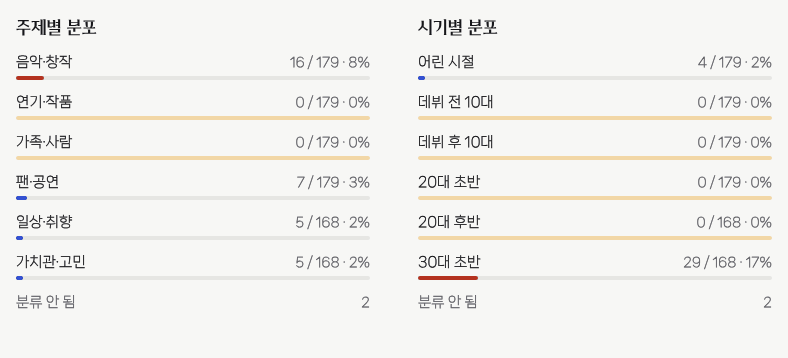 주제별 분포
음악·창작 16 / 179 · 8%
연기·작품 0 / 179 · 0%
가족·사람 0 / 179 · 0%
팬·공연 7 / 179 · 3%
일상·취향 5 / 168 · 2%
가치관·고민 5 / 168 · 2%
분류 안 됨 2
시기별 분포
어린 시절 4 / 179 · 2%
데뷔 전 10대 0 / 179 · 0%
데뷔 후 10대 0 / 179 · 0%
20대 초반 0 / 179 · 0%
20대 후반 0 / 168 · 0%
30대 초반 29 / 168 · 17%
분류 안 됨 2